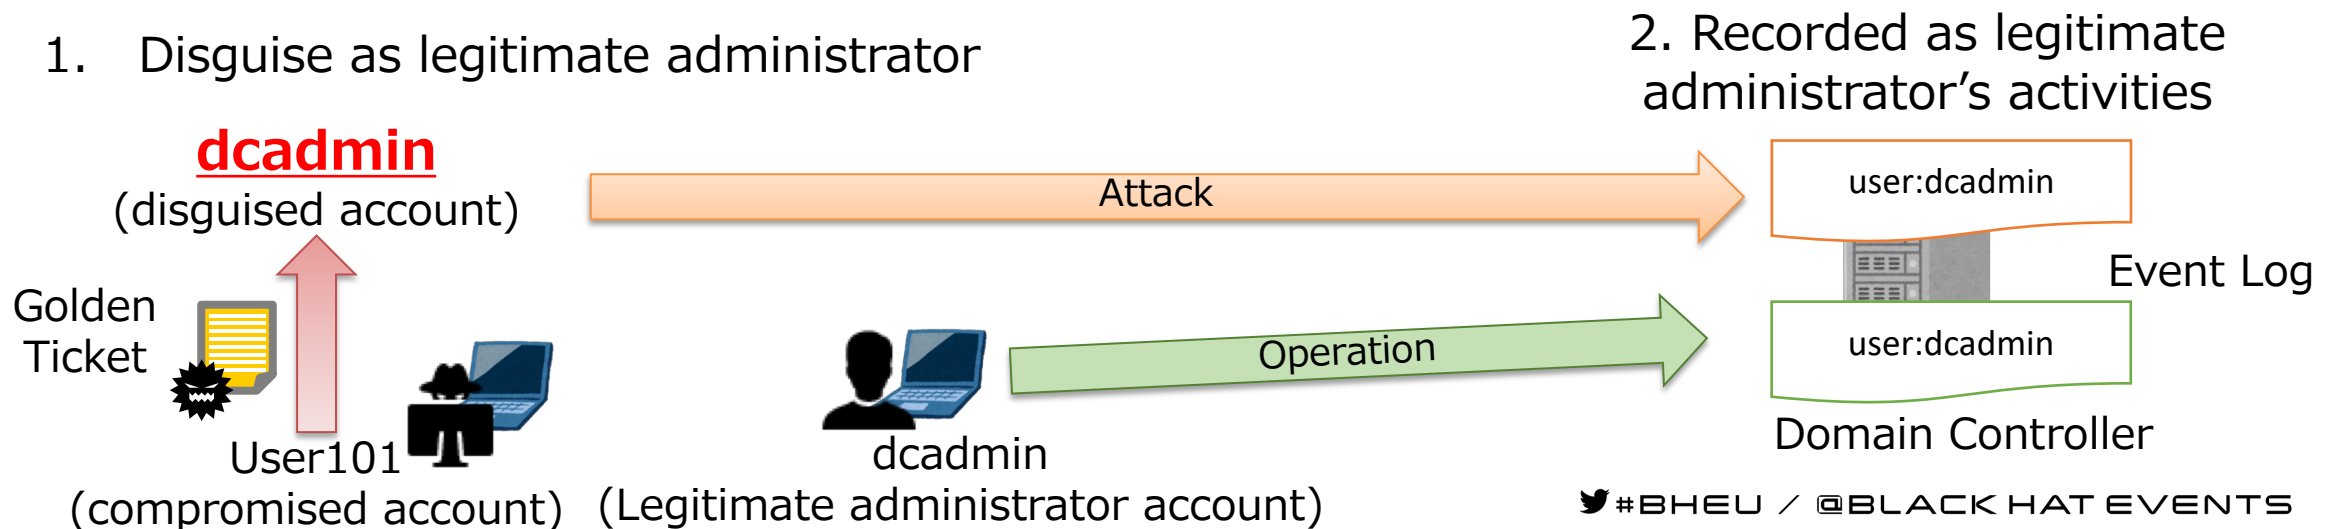 1. Disguise as legitimate administrator
2. Recorded as legitimate
administrator’s activities
dcadmin
(disguised account)
Attack
user:dcadmin
Golden
Ticket
Event Log
Operation
user:dcadmin
User101
(compromised account)
dcadmin
(Legitimate administrator account)
Domain Controller
#BHEU / @BLACK HAT EVENTS